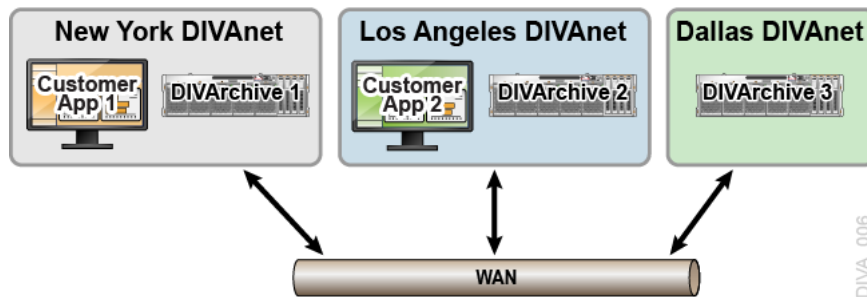 New York DIVAnet
Customer
App 1
DIVArchive 1
Los Angeles DIVAnet
Customer
App 2
DIVArchive 2
Dallas DIVAnet
DIVArchive 3
WAN
DIVA_006